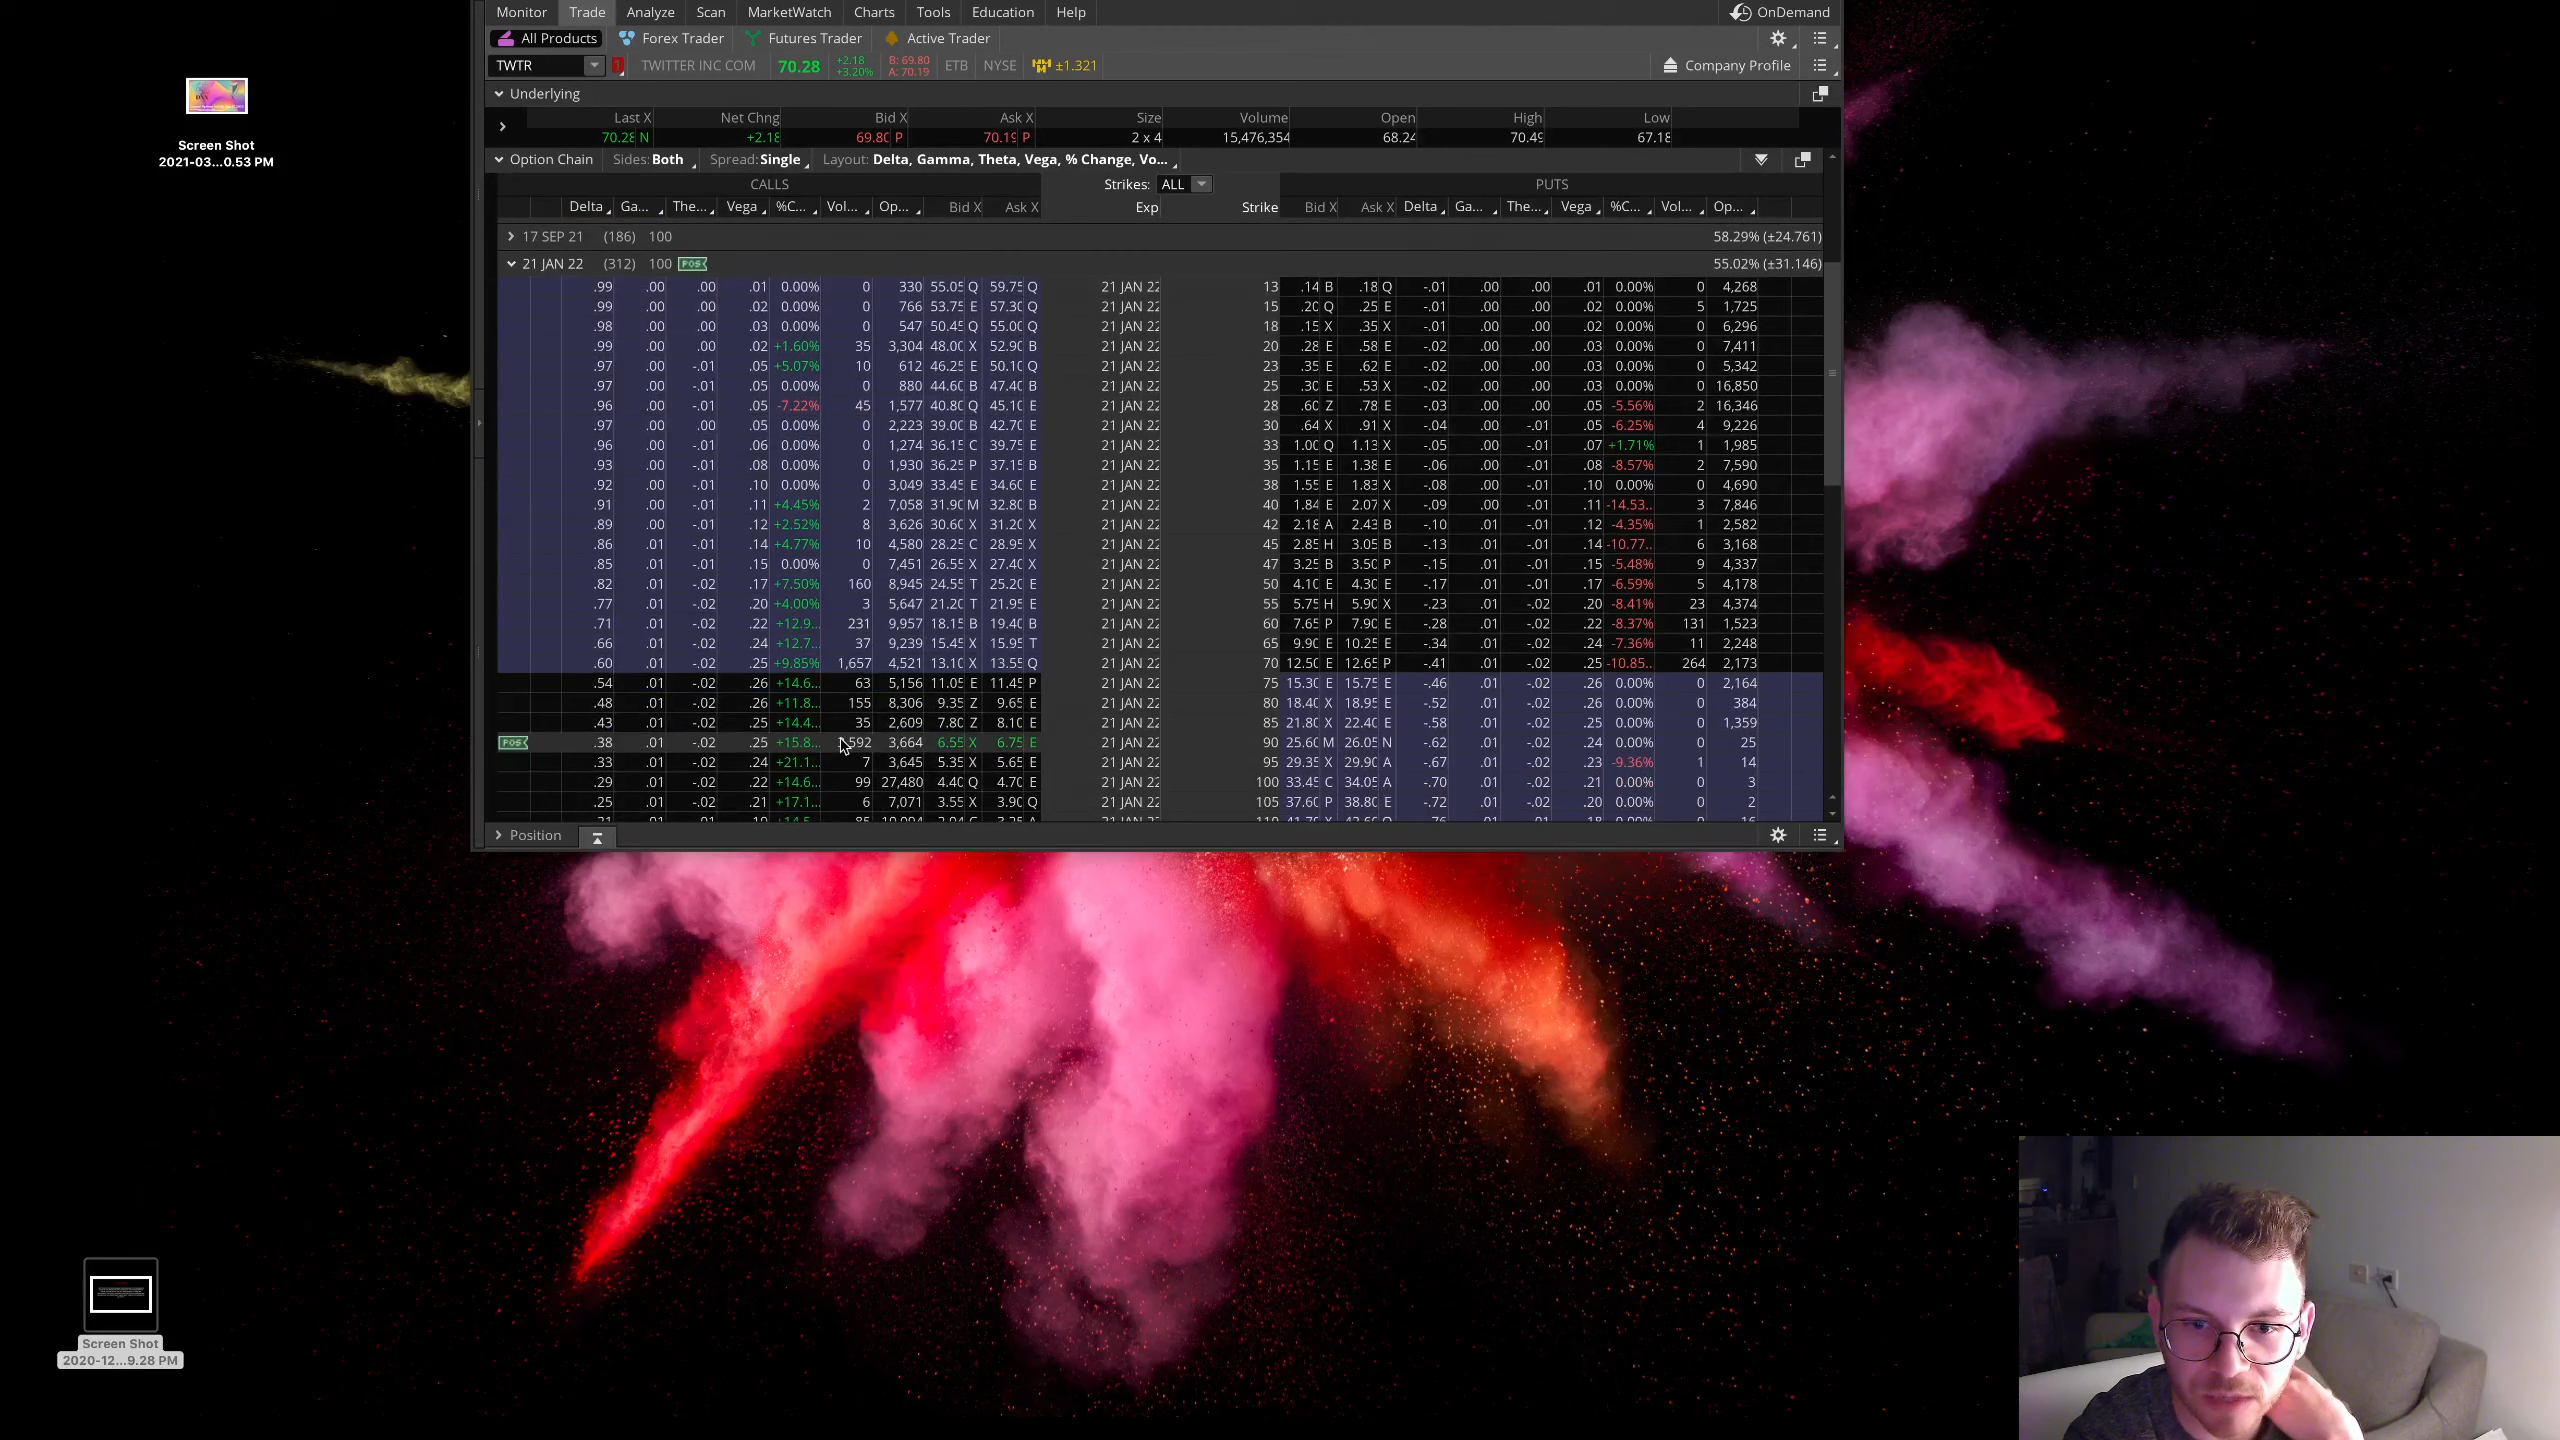 Monitor Trade Analyze Scan MarketWatch Charts Tools Education Help OnDemand
All Products Forex Trader Futures Trader Active Trader
TWTR 1 TWITTER INC COM 70.28 +2.18 +3.20% B: 69.80 A: 70.19 ETB NYSE ±1.321 Company Profile
Underlying
Last X Net Chng Bid X Ask X Size Volume Open High Low
70.28 N +2.18 69.80 P 70.19 P 2 x 4 15,476,354 68.24 70.49 67.18
Option Chain Sides: Both Spread: Single Layout: Delta, Gamma, Theta, Vega, % Change, Vo...
CALLS Strikes: ALL PUTS
Delta Ga... The... Vega %C... Vol... Op... Bid X Ask X Exp Strike Bid X Ask X Delta Ga... The... Vega %C... Vol... Op...
17 SEP 21 (186) 100 58.29% (±24.761)
21 JAN 22 (312) 100 POS 55.02% (±31.146)
.99 .00 .00 .01 0.00% 0 330 55.05 Q 59.75 Q 21 JAN 22 13 .14 B .18 Q -.01 .00 .00 .01 0.00% 0 4,268
.99 .00 .00 .02 0.00% 0 766 53.75 E 57.30 Q 21 JAN 22 15 .20 Q .25 E -.01 .00 .00 .02 0.00% 5 1,725
.98 .00 .00 .03 0.00% 0 547 50.45 Q 55.00 Q 21 JAN 22 18 .15 X .35 X -.01 .00 .00 .02 0.00% 0 6,296
.99 .00 .00 .02 +1.60% 35 3,304 48.00 X 52.90 B 21 JAN 22 20 .28 E .58 E -.02 .00 .00 .03 0.00% 0 7,411
.97 .00 -.01 .05 +5.07% 10 612 46.25 E 50.10 Q 21 JAN 22 23 .35 E .62 E -.02 .00 .00 .03 0.00% 0 5,342
.97 .00 -.01 .05 0.00% 0 880 44.60 B 47.40 B 21 JAN 22 25 .30 E .53 X -.02 .00 .00 .03 0.00% 0 16,850
.96 .00 -.01 .05 -7.22% 45 1,577 40.80 Q 45.10 E 21 JAN 22 28 .60 Z .78 E -.03 .00 .00 .05 -5.56% 2 16,346
.97 .00 .00 .05 0.00% 0 2,223 39.00 B 42.70 E 21 JAN 22 30 .64 X .91 X -.04 .00 -.01 .05 -6.25% 4 9,226
.96 .00 -.01 .06 0.00% 0 1,274 36.15 C 39.75 E 21 JAN 22 33 1.00 Q 1.13 X -.05 .00 -.01 .07 +1.71% 1 1,985
.93 .00 -.01 .08 0.00% 0 1,930 36.25 P 37.15 B 21 JAN 22 35 1.15 E 1.38 E -.06 .00 -.01 .08 -8.57% 2 7,590
.92 .00 -.01 .10 0.00% 0 3,049 33.45 E 34.60 E 21 JAN 22 38 1.55 E 1.83 X -.08 .00 -.01 .10 0.00% 0 4,690
.91 .00 -.01 .11 +4.45% 2 7,058 31.90 M 32.80 B 21 JAN 22 40 1.84 E 2.07 X -.09 .00 -.01 .11 -14.53.. 3 7,846
.89 .00 -.01 .12 +2.52% 8 3,626 30.60 X 31.20 X 21 JAN 22 42 2.18 A 2.43 B -.10 .01 -.01 .12 -4.35% 1 2,582
.86 .01 -.01 .14 +4.77% 10 4,580 28.25 C 28.95 X 21 JAN 22 45 2.85 H 3.05 B -.13 .01 -.01 .14 -10.77.. 6 3,168
.85 .01 -.01 .15 0.00% 0 7,451 26.55 X 27.40 X 21 JAN 22 47 3.25 B 3.50 P -.15 .01 -.01 .15 -5.48% 9 4,337
.82 .01 -.02 .17 +7.50% 160 8,945 24.55 T 25.20 E 21 JAN 22 50 4.10 E 4.30 E -.17 .01 -.01 .17 -6.59% 5 4,178
.77 .01 -.02 .20 +4.00% 3 5,647 21.20 T 21.95 E 21 JAN 22 55 5.75 H 5.90 X -.23 .01 -.02 .20 -8.41% 23 4,374
.71 .01 -.02 .22 +12.9... 231 9,957 18.15 B 19.40 B 21 JAN 22 60 7.65 P 7.90 E -.28 .01 -.02 .22 -8.37% 131 1,523
.66 .01 -.02 .24 +12.7... 37 9,239 15.45 X 15.95 T 21 JAN 22 65 9.90 E 10.25 E -.34 .01 -.02 .24 -7.36% 11 2,248
.60 .01 -.02 .25 +9.85% 1,657 4,521 13.10 X 13.55 Q 21 JAN 22 70 12.50 E 12.65 P -.41 .01 -.02 .25 -10.85.. 264 2,173
.54 .01 -.02 .26 +14.6... 63 5,156 11.05 E 11.45 P 21 JAN 22 75 15.30 E 15.75 E -.46 .01 -.02 .26 0.00% 0 2,164
.48 .01 -.02 .26 +11.8... 155 8,306 9.35 Z 9.65 E 21 JAN 22 80 18.40 X 18.95 E -.52 .01 -.02 .26 0.00% 0 384
.43 .01 -.02 .25 +14.4... 35 2,609 7.80 Z 8.10 E 21 JAN 22 85 21.80 X 22.40 E -.58 .01 -.02 .25 0.00% 0 1,359
POS .38 .01 -.02 .25 +15.8... 592 3,664 6.55 X 6.75 E 21 JAN 22 90 25.60 M 26.05 N -.62 .01 -.02 .24 0.00% 0 25
.33 .01 -.02 .24 +21.1... 7 3,645 5.35 X 5.65 E 21 JAN 22 95 29.35 X 29.90 A -.67 .01 -.02 .23 -9.36% 1 14
.29 .01 -.02 .22 +14.6... 99 27,480 4.40 Q 4.70 E 21 JAN 22 100 33.45 C 34.05 A -.70 .01 -.02 .21 0.00% 0 3
.25 .01 -.02 .21 +17.1... 6 7,071 3.55 X 3.90 Q 21 JAN 22 105 37.60 P 38.80 E -.72 .01 -.02 .20 0.00% 0 2
Position
Screen Shot
2021-03...0.53 PM
Screen Shot
2020-12...9.28 PM